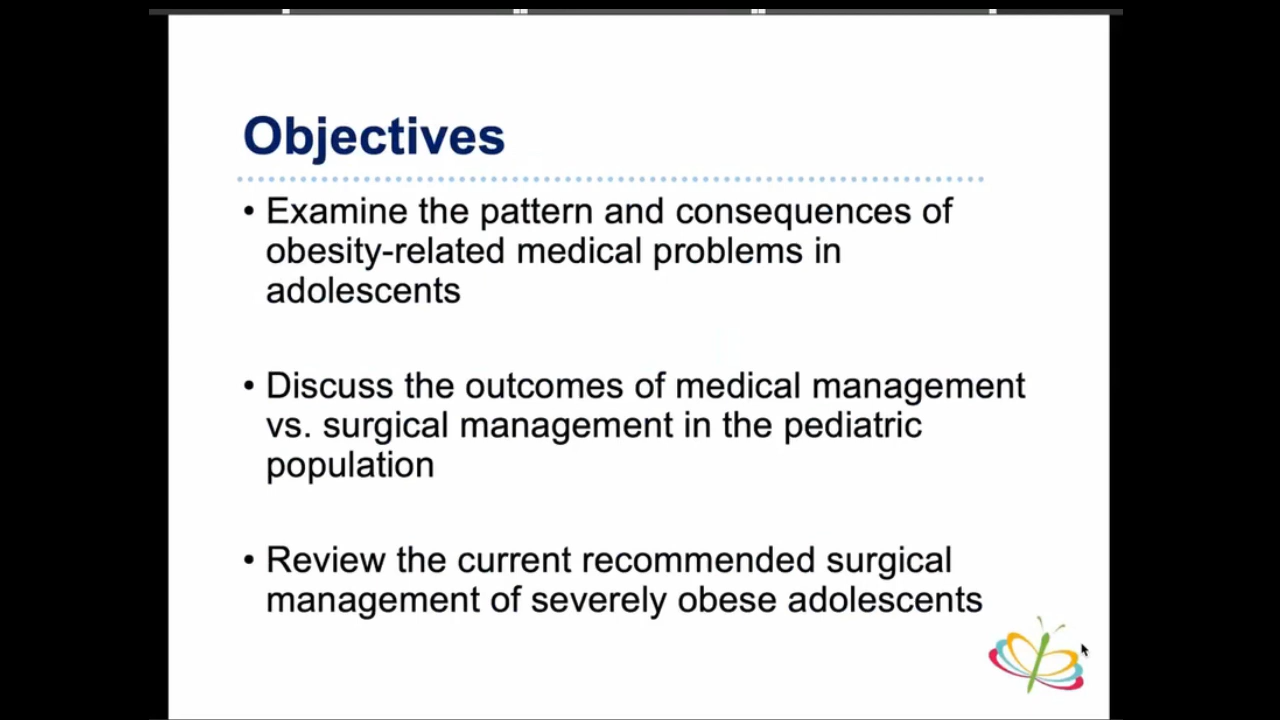 Objectives
• Examine the pattern and consequences of
obesity-related medical problems in
adolescents
• Discuss the outcomes of medical management
vs. surgical management in the pediatric
population
• Review the current recommended surgical
management of severely obese adolescents